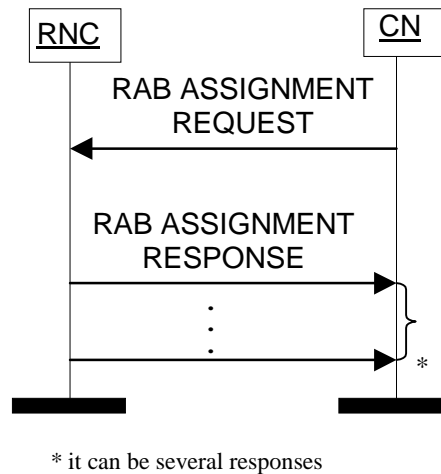 RNC
CN
RAB ASSIGNMENT
REQUEST
RAB ASSIGNMENT
RESPONSE
*
* it can be several responses